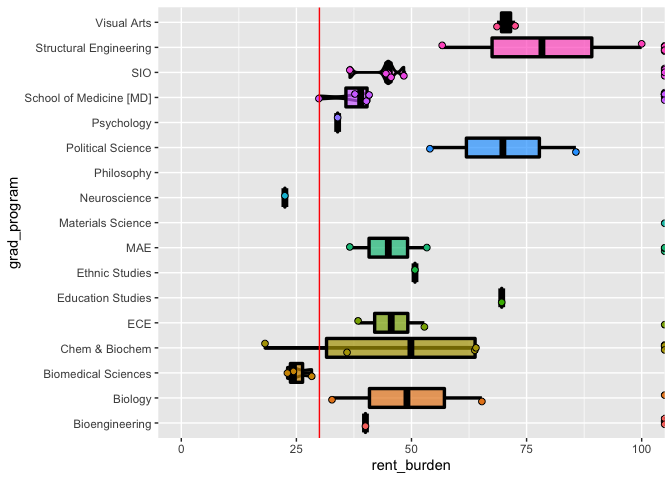 Visual Arts
Structural Engineering
SIO
School of Medicine [MD]
Psychology
Political Science
Philosophy
Neuroscience
Materials Science
MAE
Ethnic Studies
Education Studies
ECE
Chem & Biochem
Biomedical Sciences
Biology
Bioengineering
grad_program
0 25 50 75 100
rent_burden